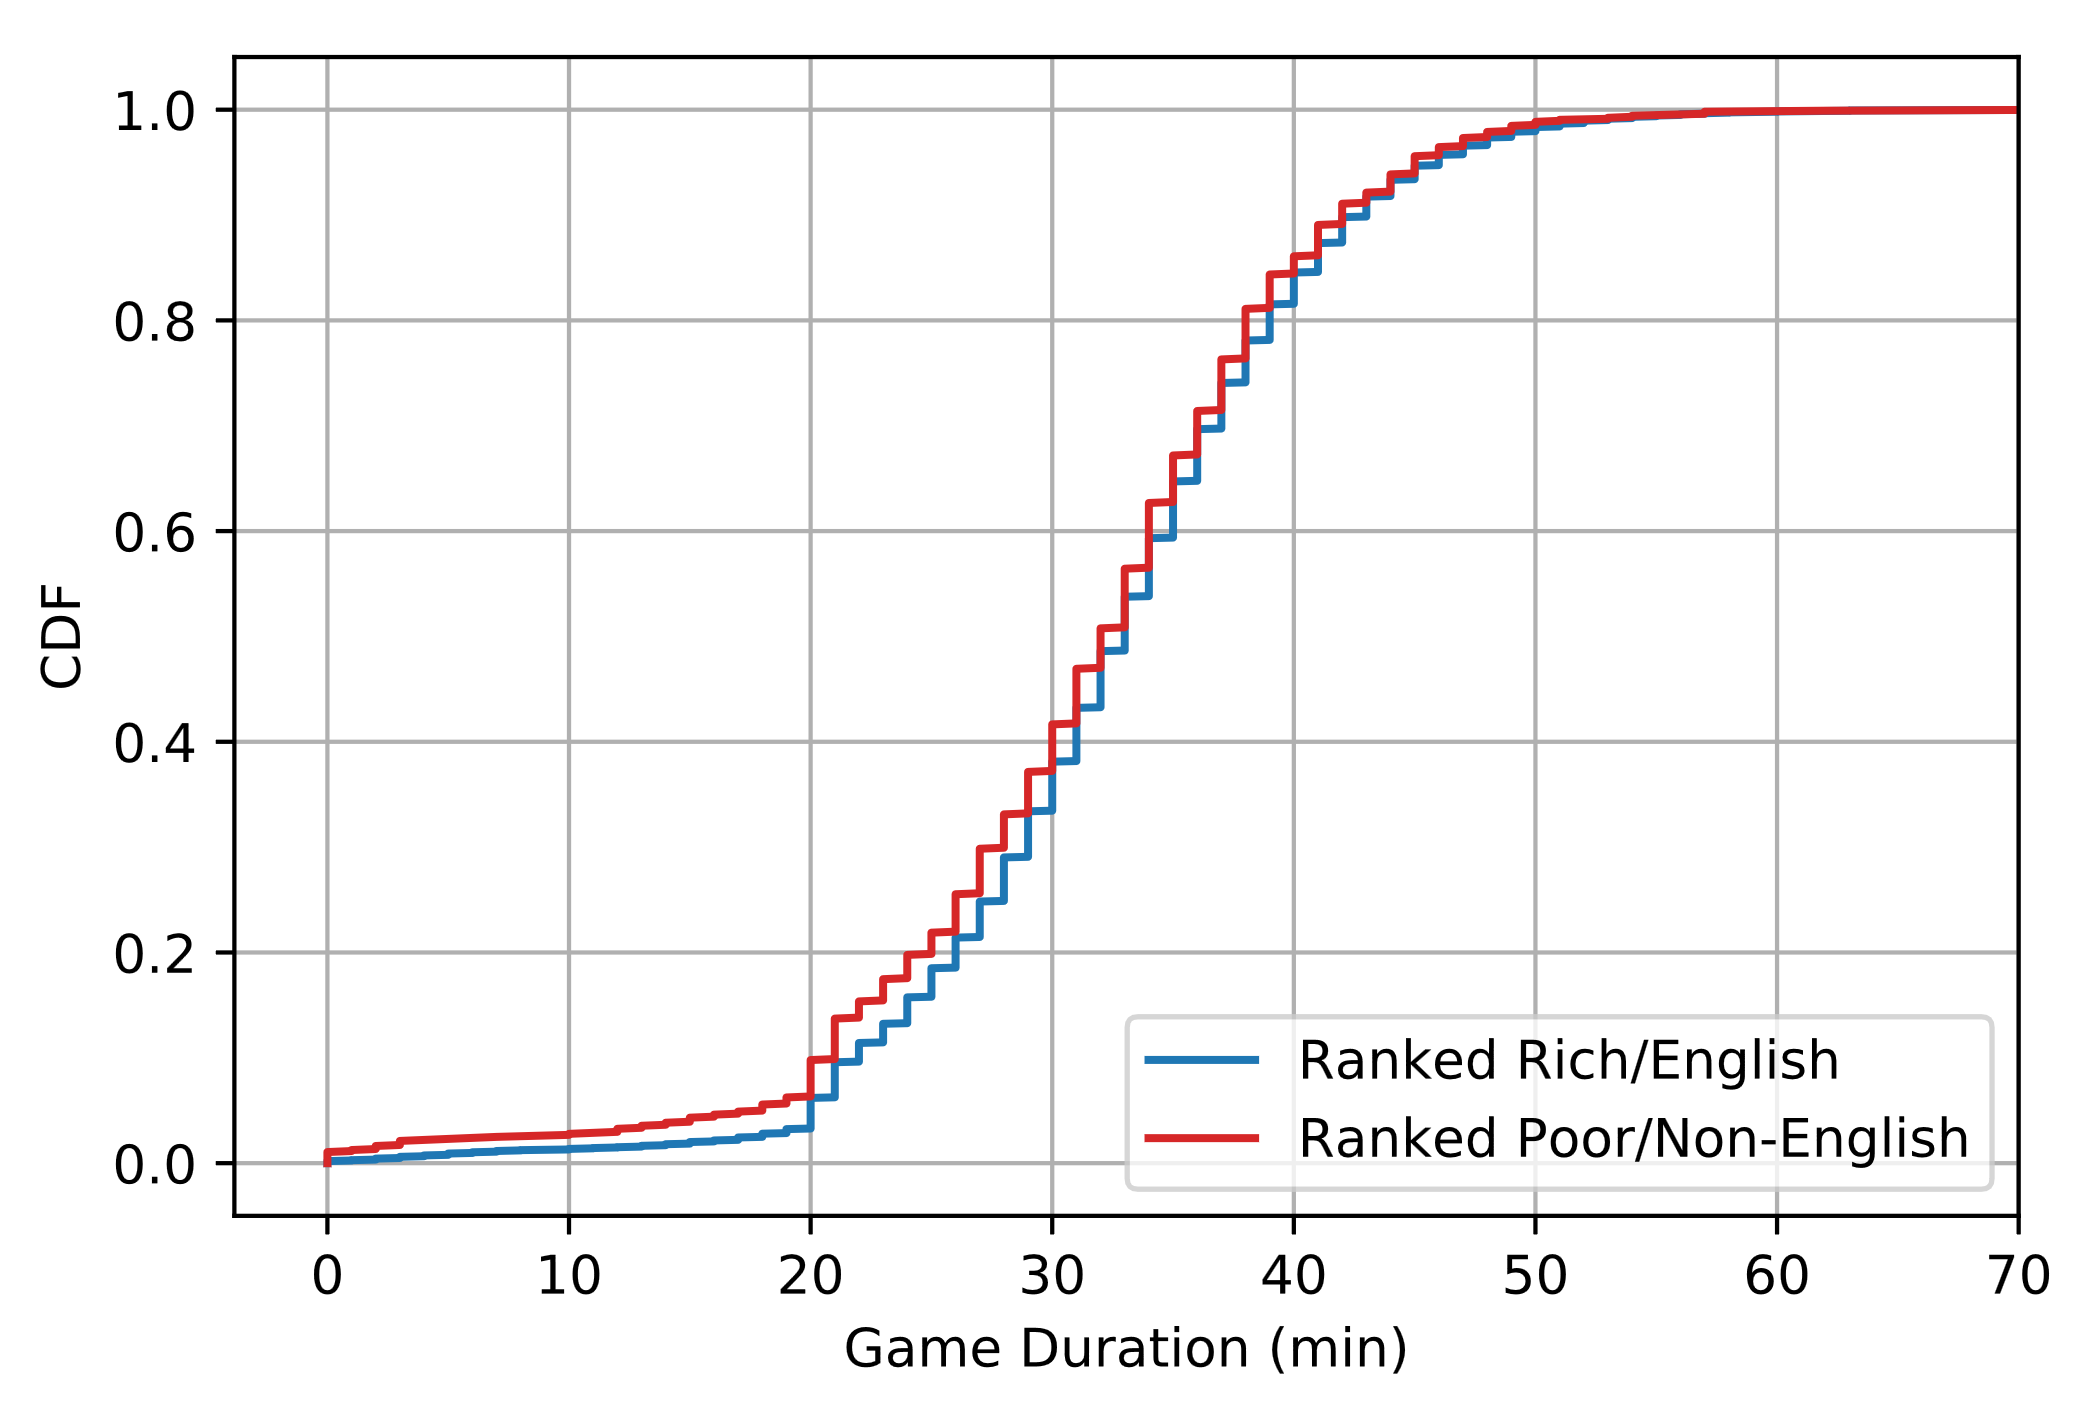 1.0
0.8
0.6
0.4
0.2
0.0
CDF
Ranked Rich/English
Ranked Poor/Non-English
0 10 20 30 40 50 60 70
Game Duration (min)